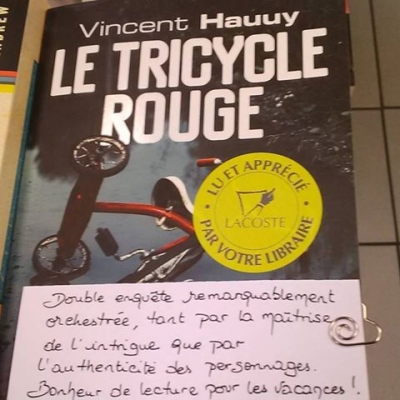 DREW
Vincent Hauuy
LE TRICYCLE
ROUGE
LU ET APPRÉCIÉ
LACOSTE
PAR VOTRE LIBRAIRE
Double enquête remarquablement
orchestrée, tant par la maîtrise
de l'intrigue que par
l'authenticité des personnages.
Bonheur de lecture pour les vacances !